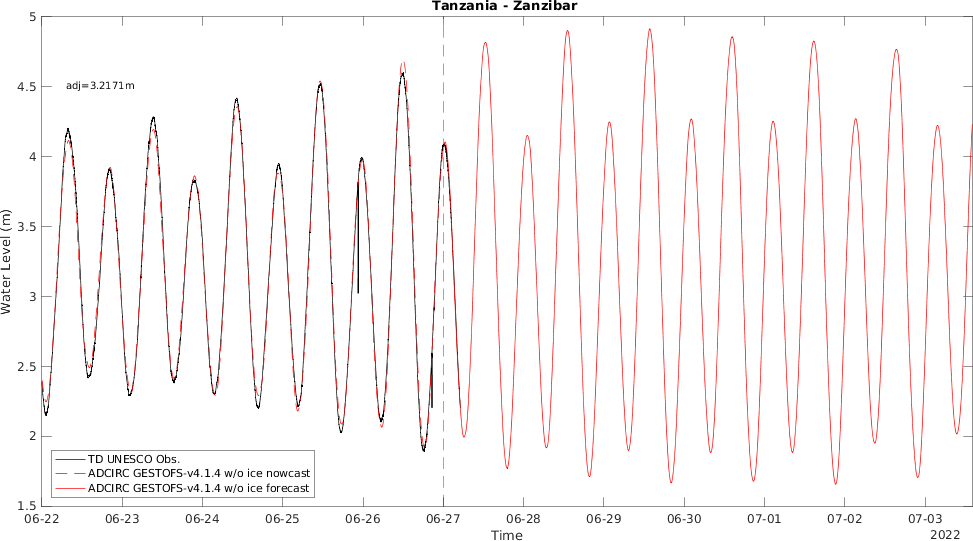 Tanzania - Zanzibar
5
4.5
4
3.5
3
2.5
2
1.5
Water Level (m)
adj=3.2171m
TD UNESCO Obs.
ADCIRC GESTOFS-v4.1.4 w/o ice nowcast
ADCIRC GESTOFS-v4.1.4 w/o ice forecast
06-22 06-23 06-24 06-25 06-26 06-27 06-28 06-29 06-30 07-01 07-02 07-03
Time
2022